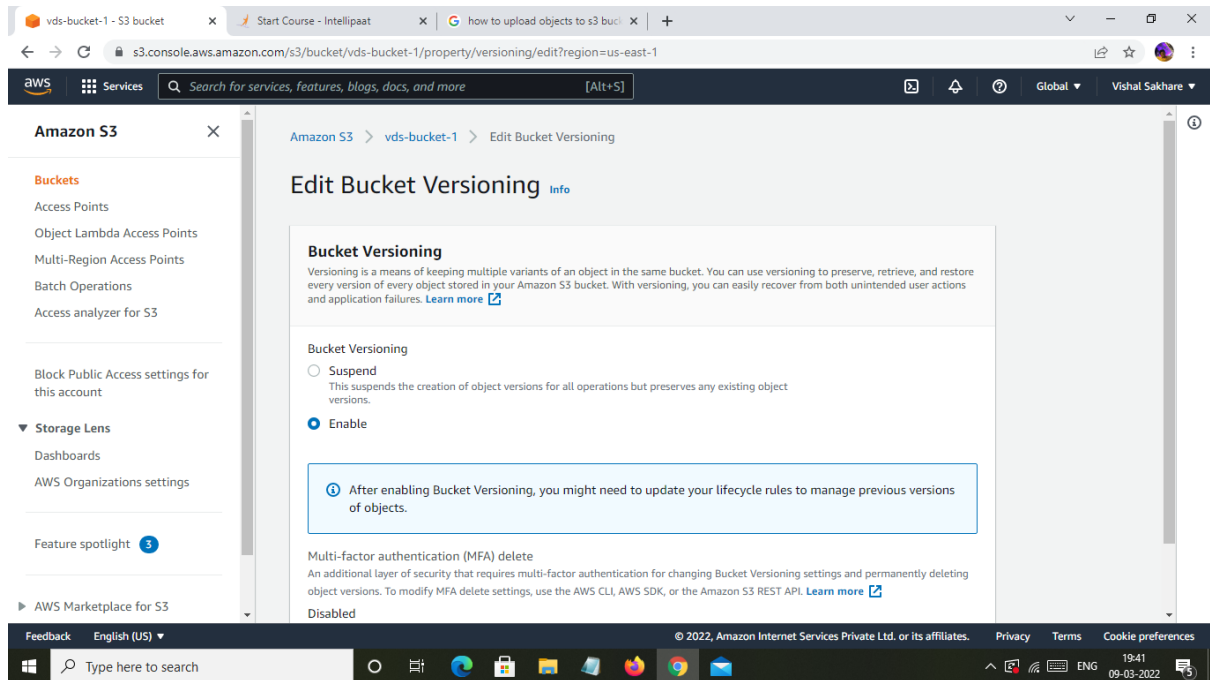 vds-bucket-1 - S3 bucket
Start Course - Intellipaat
how to upload objects to s3 buck
s3.console.aws.amazon.com/s3/bucket/vds-bucket-1/property/versioning/edit?region=us-east-1
aws
Services
Search for services, features, blogs, docs, and more
[Alt+S]
Global ▼
Vishal Sakhare ▼
Amazon S3
Buckets
Access Points
Object Lambda Access Points
Multi-Region Access Points
Batch Operations
Access analyzer for S3
Block Public Access settings for
this account
Storage Lens
Dashboards
AWS Organizations settings
Feature spotlight 3
AWS Marketplace for S3
Amazon S3 > vds-bucket-1 > Edit Bucket Versioning
Edit Bucket Versioning Info
Bucket Versioning
Versioning is a means of keeping multiple variants of an object in the same bucket. You can use versioning to preserve, retrieve, and restore
every version of every object stored in your Amazon S3 bucket. With versioning, you can easily recover from both unintended user actions
and application failures. Learn more
Bucket Versioning
Suspend
This suspends the creation of object versions for all operations but preserves any existing object
versions.
Enable
After enabling Bucket Versioning, you might need to update your lifecycle rules to manage previous versions
of objects.
Multi-factor authentication (MFA) delete
An additional layer of security that requires multi-factor authentication for changing Bucket Versioning settings and permanently deleting
object versions. To modify MFA delete settings, use the AWS CLI, AWS SDK, or the Amazon S3 REST API. Learn more
Disabled
Feedback
English (US) ▼
© 2022, Amazon Internet Services Private Ltd. or its affiliates.
Privacy
Terms
Cookie preferences
Type here to search
ENG
19:41
09-03-2022
5